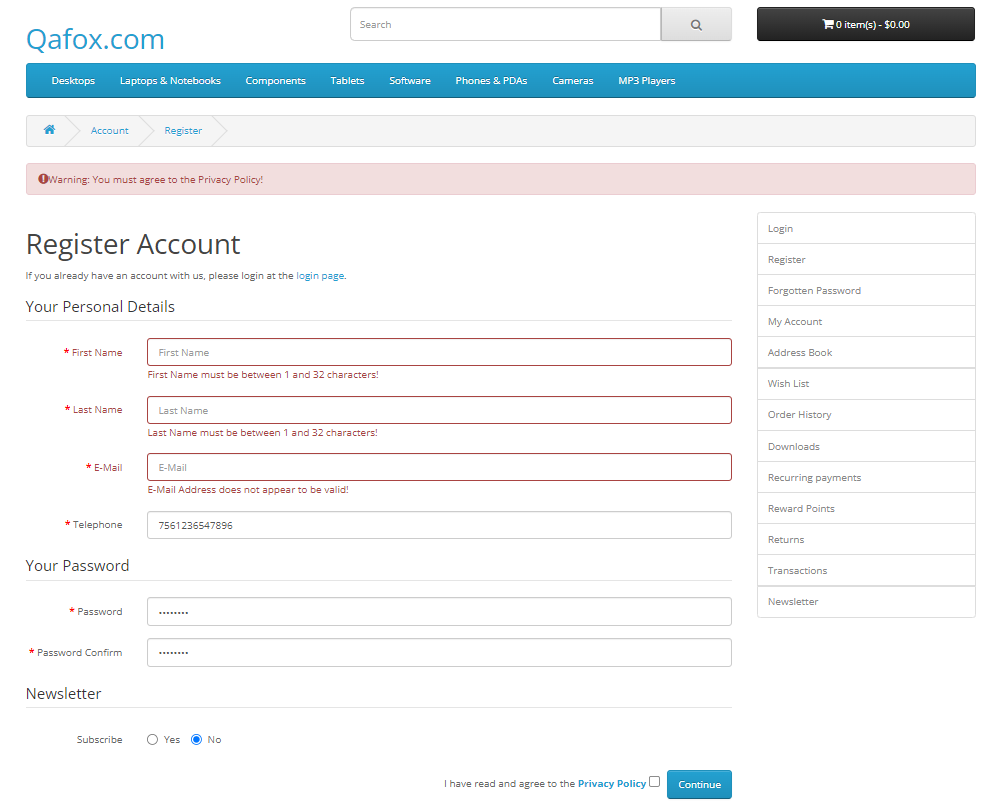 Qafox.com
Search
0 item(s) - $0.00
Desktops Laptops & Notebooks Components Tablets Software Phones & PDAs Cameras MP3 Players
Account Register
Warning: You must agree to the Privacy Policy!
Register Account
If you already have an account with us, please login at the login page.
Your Personal Details
* First Name
First Name
First Name must be between 1 and 32 characters!
* Last Name
Last Name
Last Name must be between 1 and 32 characters!
* E-Mail
E-Mail
E-Mail Address does not appear to be valid!
* Telephone
7561236547896
Your Password
* Password
••••••••
* Password Confirm
••••••••
Newsletter
Subscribe
Yes No
I have read and agree to the Privacy Policy
Continue
Login
Register
Forgotten Password
My Account
Address Book
Wish List
Order History
Downloads
Recurring payments
Reward Points
Returns
Transactions
Newsletter